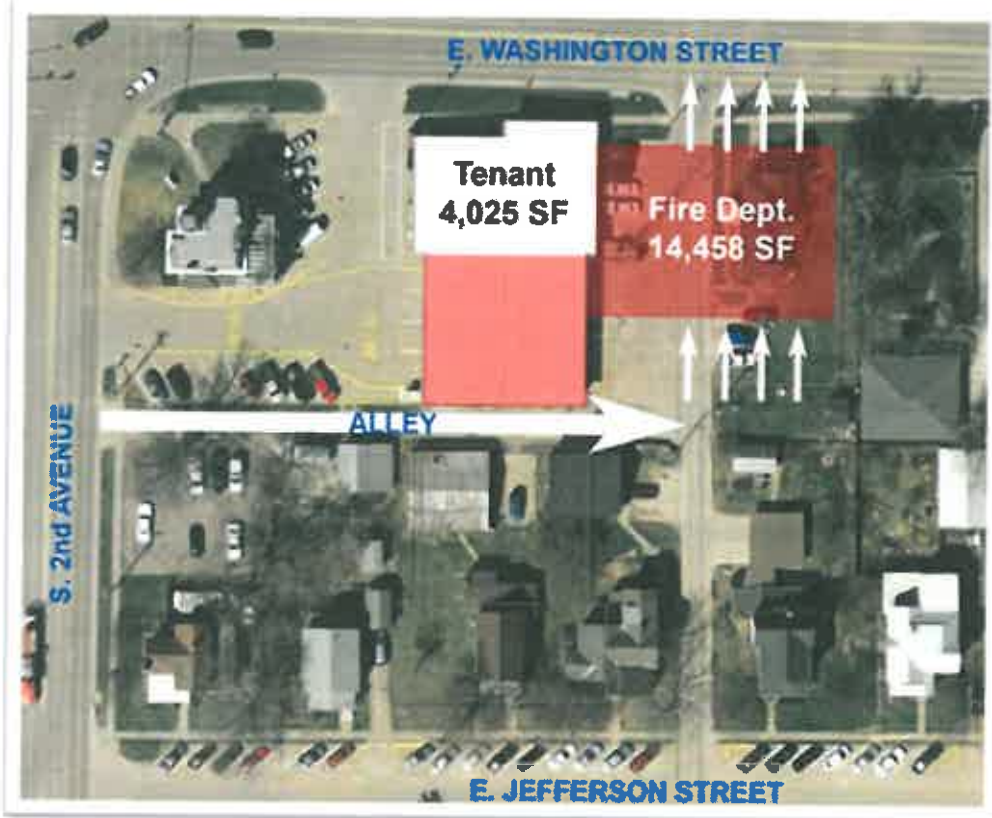 E. WASHINGTON STREET
Tenant
4,025 SF
Fire Dept.
14,458 SF
ALLEY
S. 2nd AVENUE
E. JEFFERSON STREET